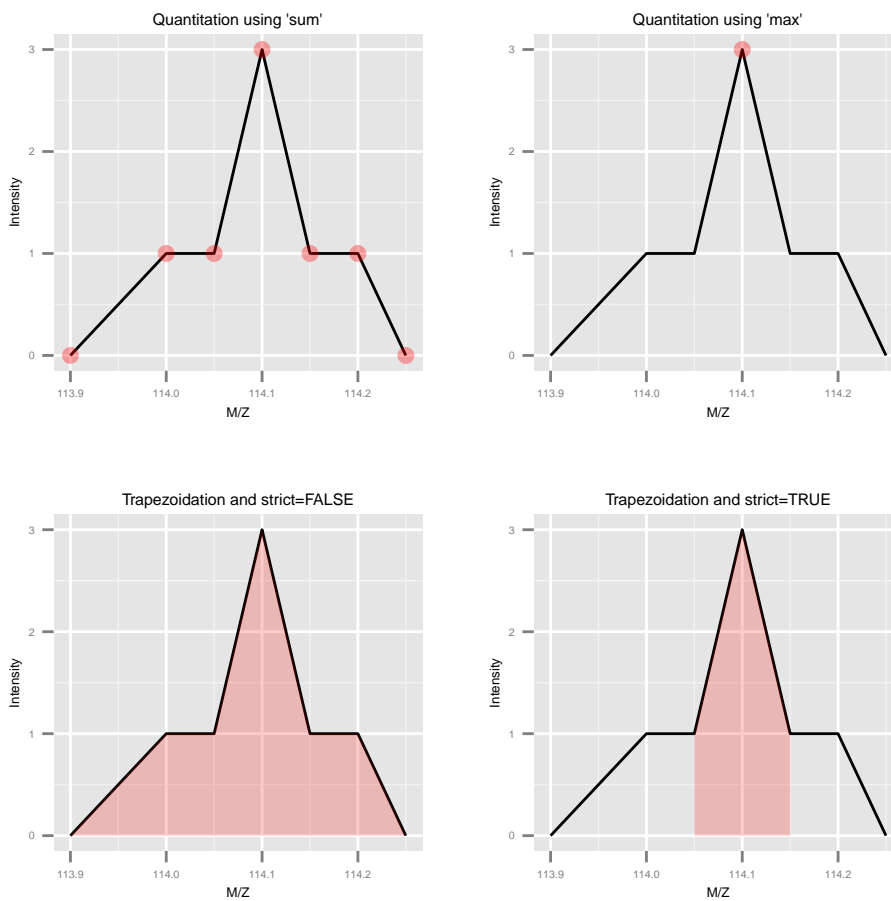 Quantitation using 'sum'
3
2
1
0
Intensity
113.9 114.0 114.1 114.2
M/Z
Quantitation using 'max'
3
2
1
0
Intensity
113.9 114.0 114.1 114.2
M/Z
Trapezoidation and strict=FALSE
3
2
1
0
Intensity
113.9 114.0 114.1 114.2
M/Z
Trapezoidation and strict=TRUE
3
2
1
0
Intensity
113.9 114.0 114.1 114.2
M/Z